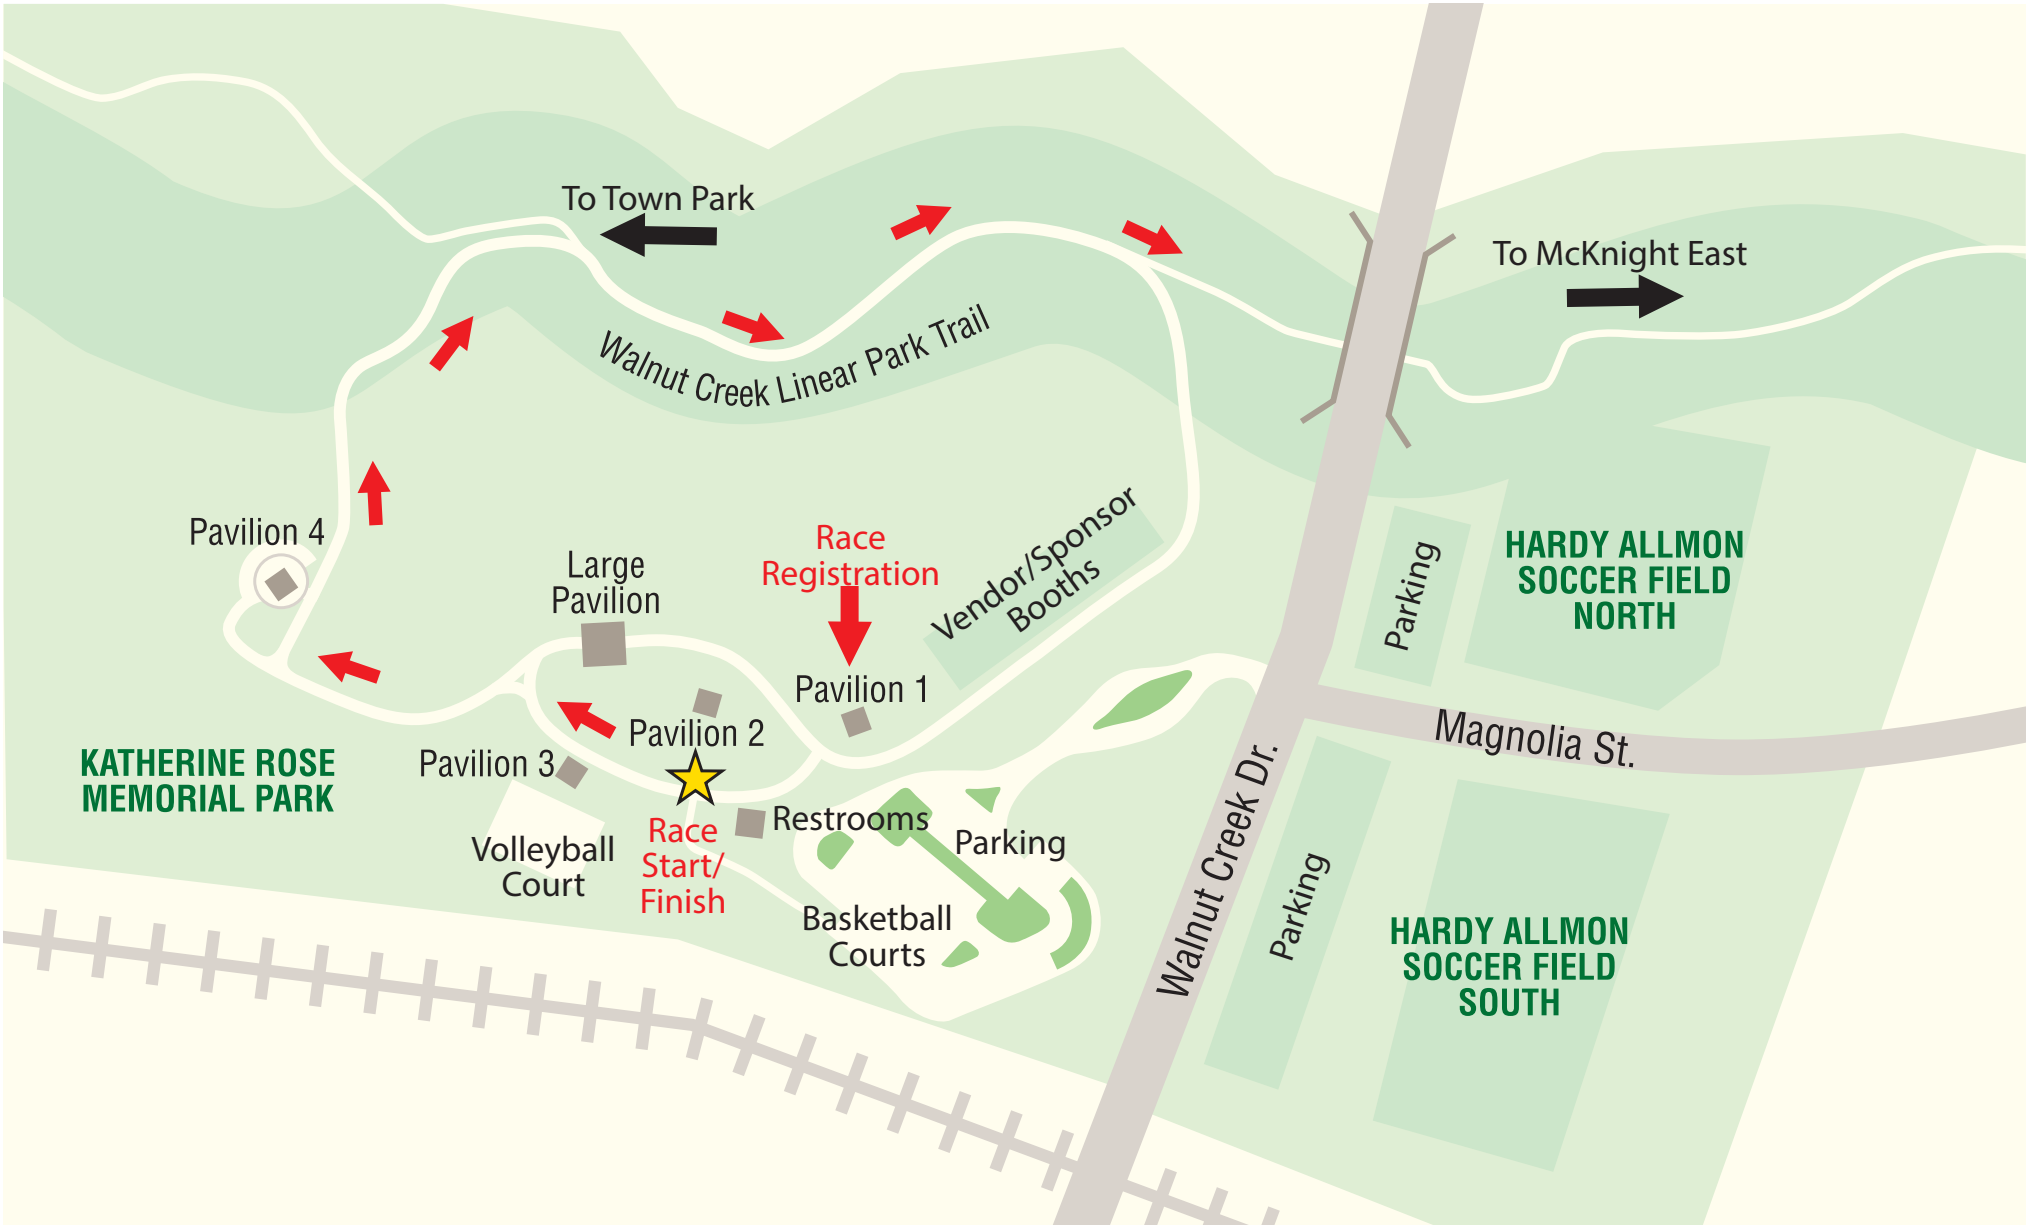 To Town Park
To McKnight East
Walnut Creek Linear Park Trail
Pavilion 4
Large
Pavilion
Race
Registration
Vendor/Sponsor
Booths
Parking
HARDY ALLMON
SOCCER FIELD
NORTH
Pavilion 1
Pavilion 2
Pavilion 3
KATHERINE ROSE
MEMORIAL PARK
Magnolia St.
Walnut Creek Dr.
Restrooms
Parking
Race
Start/
Finish
Volleyball
Court
Basketball
Courts
Parking
HARDY ALLMON
SOCCER FIELD
SOUTH